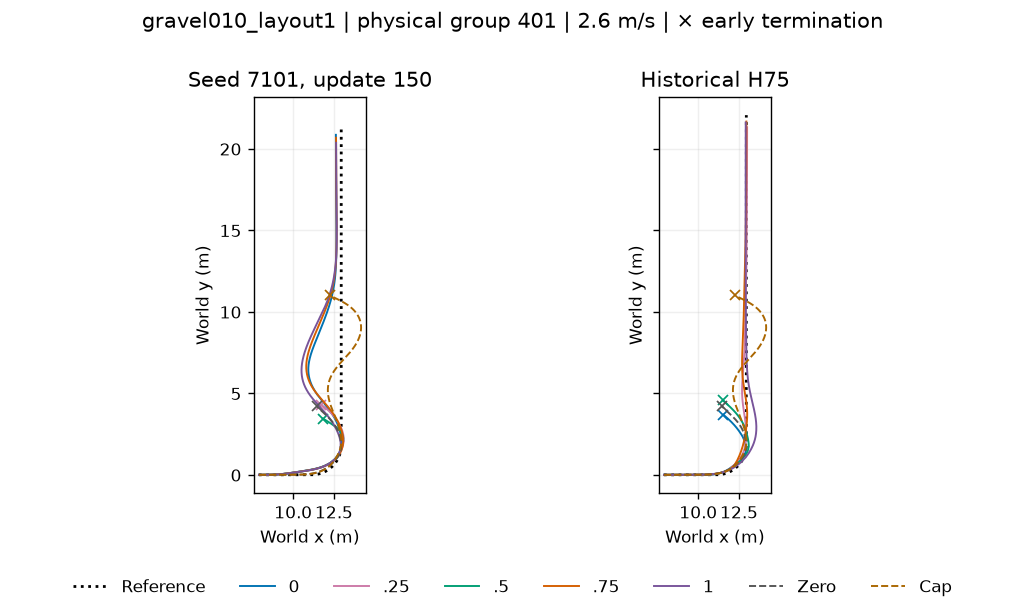 gravel010_layout1 | physical group 401 | 2.6 m/s | × early termination
Seed 7101, update 150
Historical H75
20
15
10
5
0
World y (m)
World y (m)
10.0 12.5
10.0 12.5
World x (m)
World x (m)
Reference 0 .25 .5 .75 1 Zero Cap